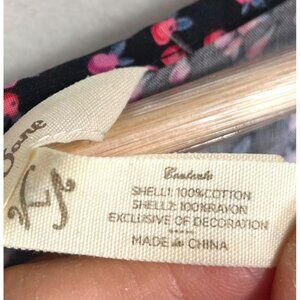 Contents
SHELL1: 100%COTTON
SHELL2: 100%RAYON
EXCLUSIVE OF DECORATION
MADE in CHINA